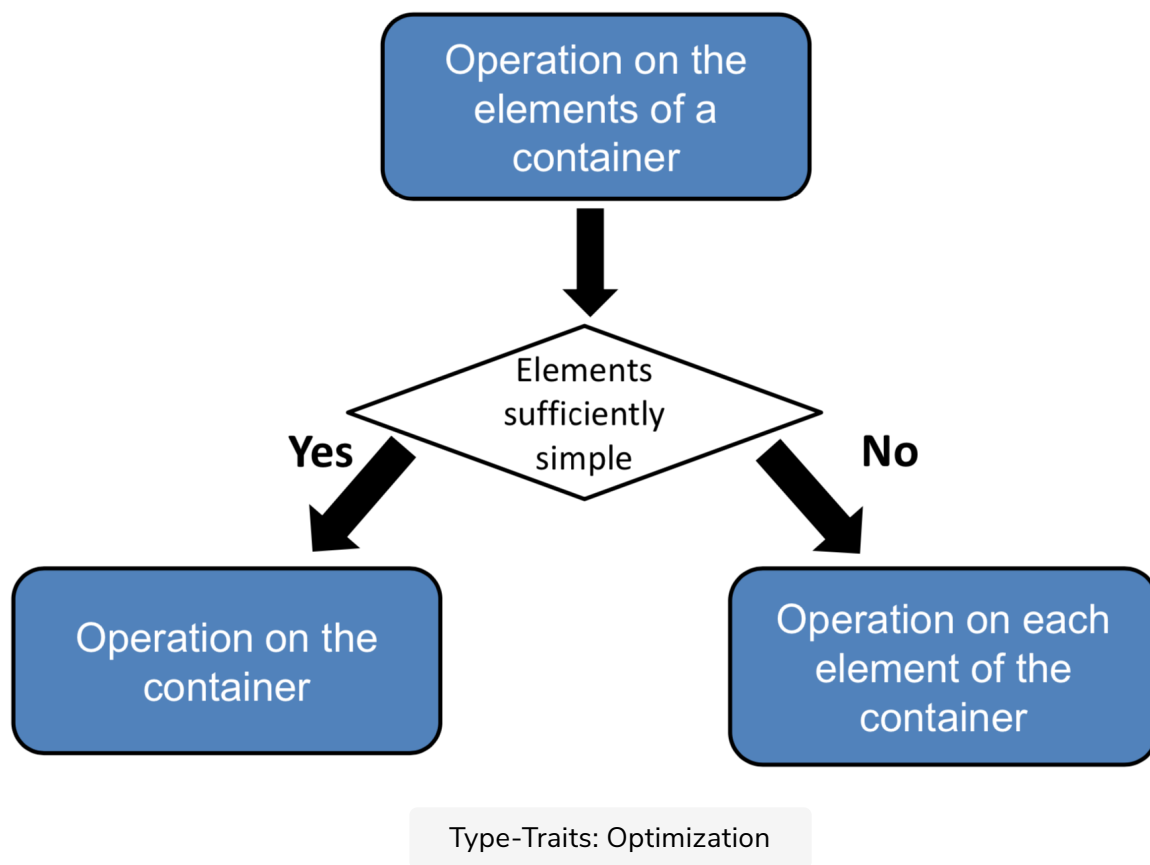 Operation on the
elements of a
container
Elements
sufficiently
simple
Yes
No
Operation on the
container
Operation on each
element of the
container
Type-Traits: Optimization